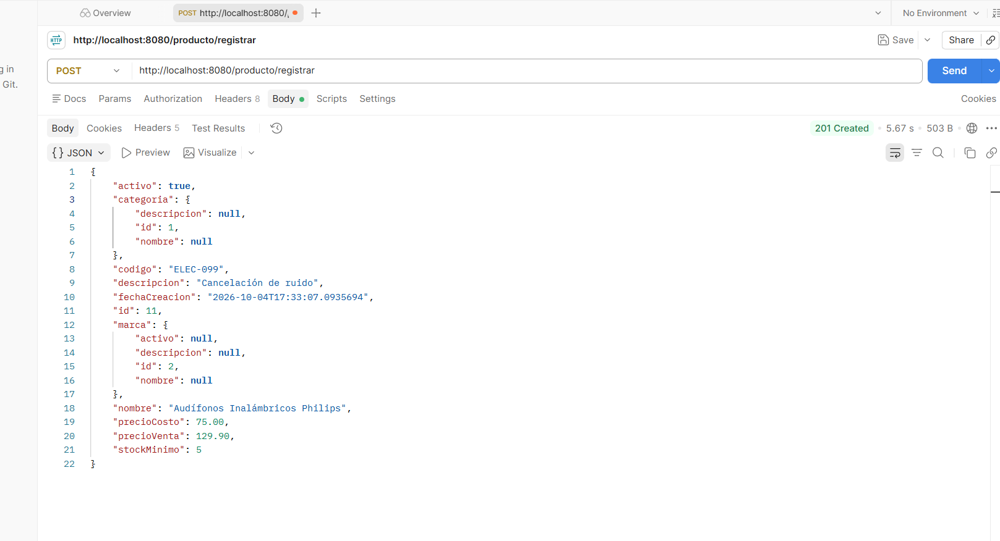 Overview
POST http://localhost:8080/
No Environment
HTTP http://localhost:8080/producto/registrar
Save
Share
g in
Git.
POST http://localhost:8080/producto/registrar
Send
Docs Params Authorization Headers 8 Body Scripts Settings
Cookies
Body Cookies Headers 5 Test Results
201 Created • 5.67 s • 503 B
{} JSON Preview Visualize
1 {
2 "activo": true,
3 "categoria": {
4 "descripcion": null,
5 "id": 1,
6 "nombre": null
7 },
8 "codigo": "ELEC-099",
9 "descripcion": "Cancelación de ruido",
10 "fechaCreacion": "2026-10-04T17:33:07.0935694",
11 "id": 11,
12 "marca": {
13 "activo": null,
14 "descripcion": null,
15 "id": 2,
16 "nombre": null
17 },
18 "nombre": "Audífonos Inalámbricos Philips",
19 "precioCosto": 75.00,
20 "precioVenta": 129.90,
21 "stockMinimo": 5
22 }